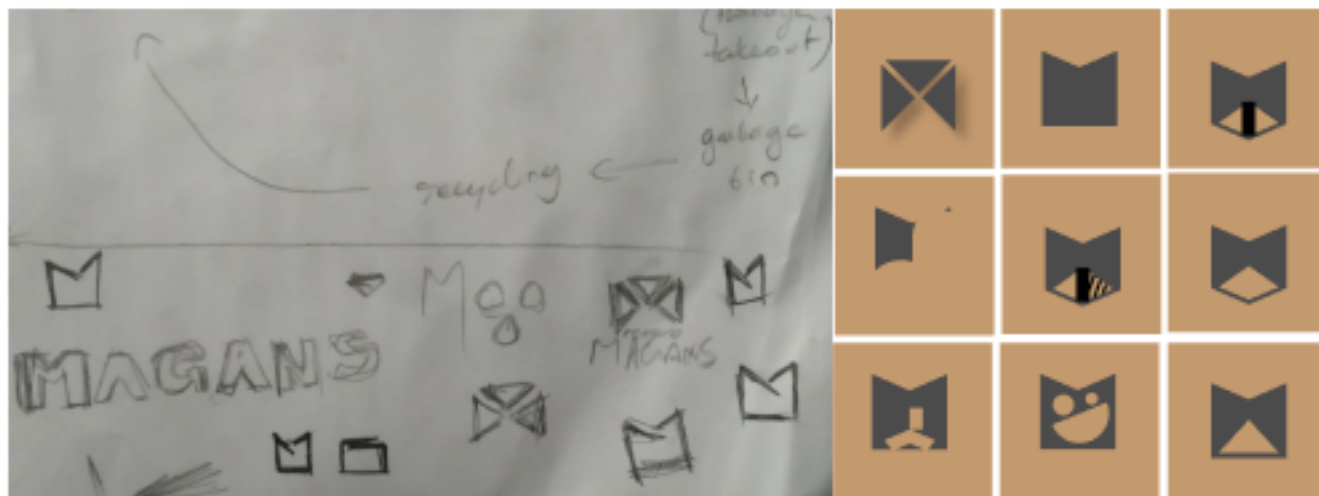 takeout)
garbage
bin
recycling
M
MAGANS
MAGANS